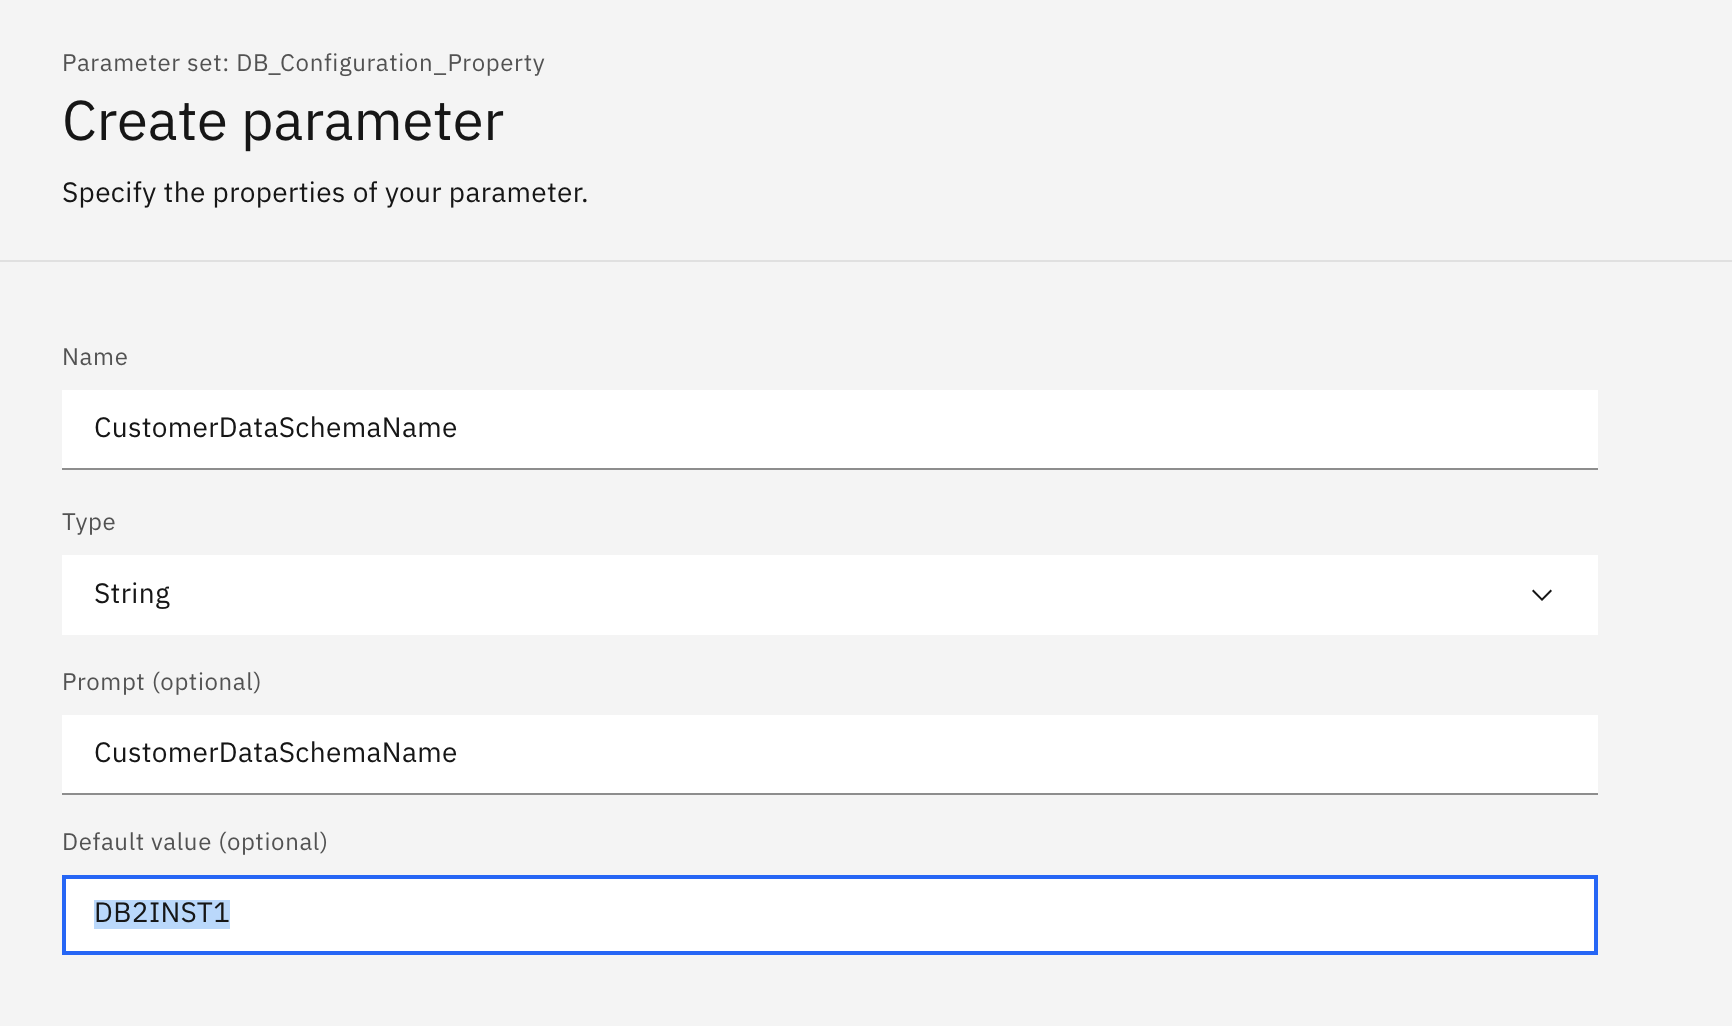 Parameter set: DB_Configuration_Property
Create parameter
Specify the properties of your parameter.
Name
CustomerDataSchemaName
Type
String
Prompt (optional)
CustomerDataSchemaName
Default value (optional)
DB2INST1